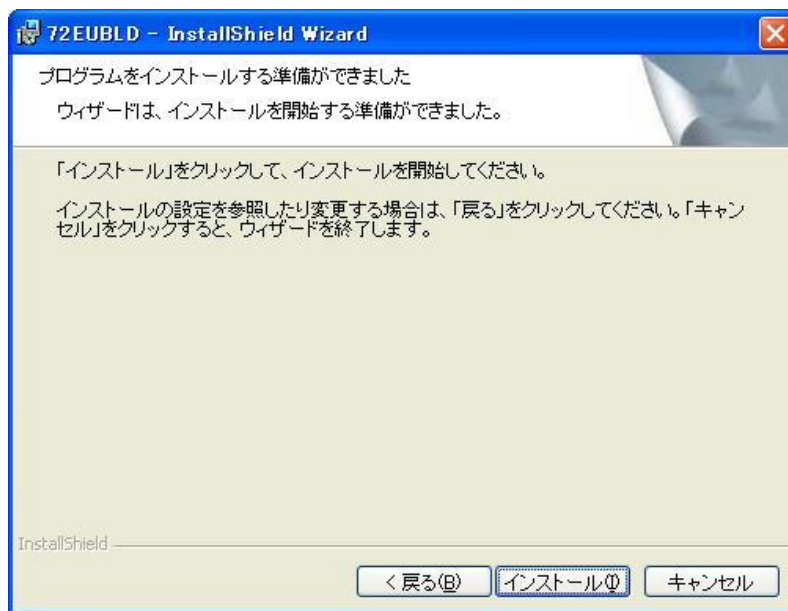 72EUBLD - InstallShield Wizard
プログラムをインストールする準備ができました
ウィザードは、インストールを開始する準備ができました。
「インストール」をクリックして、インストールを開始してください。
インストールの設定を参照したり変更する場合は、「戻る」をクリックしてください。「キャン
セル」をクリックすると、ウィザードを終了します。
InstallShield
< 戻る(B)
インストール(I)
キャンセル